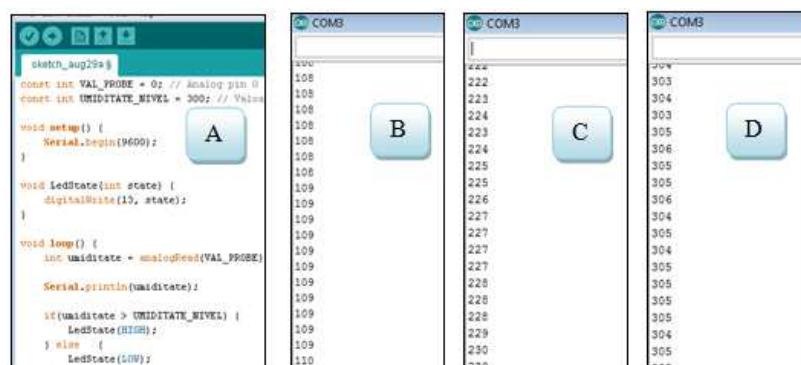 sketch_aug29a §
const int VAL_PROBE = 0; // Analog pin 0
const int UMIDITATE_NIVEL = 300; //
void setup() {
Serial.begin(9600);
}
void LedState(int state) {
digitalWrite(13, state);
}
void loop() {
int umiditate = analogRead(VAL_PROBE)
Serial.println(umiditate);
if(umiditate > UMIDITATE_NIVEL) {
LedState(HIGH);
} else {
LedState(LOW);
A
COM3
108
108
108
108
108
108
108
109
109
109
109
109
109
109
109
109
109
110
B
COM3
222
222
223
224
223
224
225
225
226
227
227
227
227
228
228
228
229
230
C
COM3
304
303
304
303
305
306
305
305
306
304
305
304
305
305
305
305
304
305
D